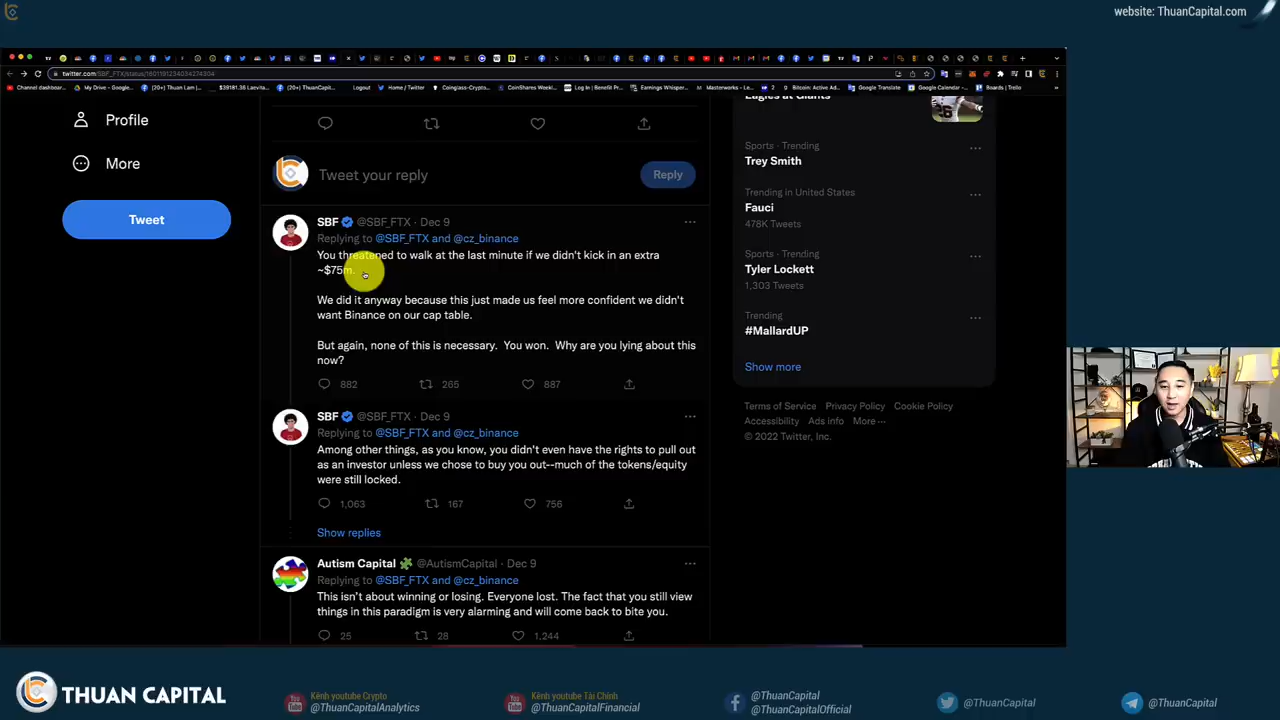 website: ThuanCapital.com
twitter.com/SBF_FTX/status/1601191234034274304
Channel dashboar...
My Drive – Google...
(20+) Thuan Lam |...
$39181.36 Laevita...
(20+) ThuanCapit...
Logout
Home / Twitter
Coinglass-Crypto...
CoinShares Weekl...
Log In | Benefit Pr...
Earnings Whisper...
Masterworks – L...
Bitcoin: Active Ad...
Google Translate
Google Calendar -...
Boards | Trello
Profile
More
Tweet
Tweet your reply
Reply
SBF @SBF_FTX · Dec 9
Replying to @SBF_FTX and @cz_binance
You threatened to walk at the last minute if we didn't kick in an extra
~$75m.
We did it anyway because this just made us feel more confident we didn't
want Binance on our cap table.
But again, none of this is necessary. You won. Why are you lying about this
now?
882 265 887
SBF @SBF_FTX · Dec 9
Replying to @SBF_FTX and @cz_binance
Among other things, as you know, you didn't even have the rights to pull out
as an investor unless we chose to buy you out--much of the tokens/equity
were still locked.
1,063 167 756
Show replies
Autism Capital @AutismCapital · Dec 9
Replying to @SBF_FTX and @cz_binance
This isn't about winning or losing. Everyone lost. The fact that you still view
things in this paradigm is very alarming and will come back to bite you.
25 28 1,244
Eagles at Giants
Sports · Trending
Trey Smith
Trending in United States
Fauci
478K Tweets
Sports · Trending
Tyler Lockett
1,303 Tweets
Trending
#MallardUP
Show more
Terms of Service Privacy Policy Cookie Policy
Accessibility Ads info More ···
© 2022 Twitter, Inc.
THUAN CAPITAL
Kênh youtube Crypto
@ThuanCapitalAnalytics
Kênh youtube Tài Chính
@ThuanCapitalFinancial
@ThuanCapital
@ThuanCapitalOfficial
@ThuanCapital
@ThuanCapital